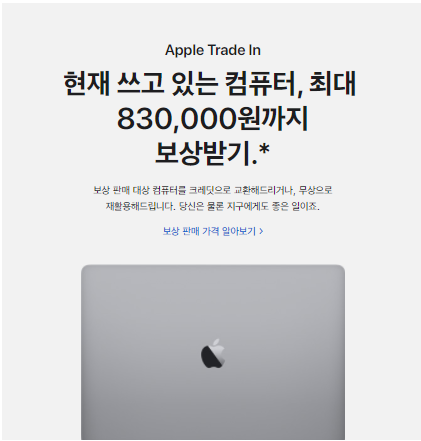 Apple Trade In
현재 쓰고 있는 컴퓨터, 최대
830,000원까지
보상받기.*
보상 판매 대상 컴퓨터를 크레딧으로 교환해드리거나, 무상으로
재활용해드립니다. 당신은 물론 지구에게도 좋은 일이죠.
보상 판매 가격 알아보기 >